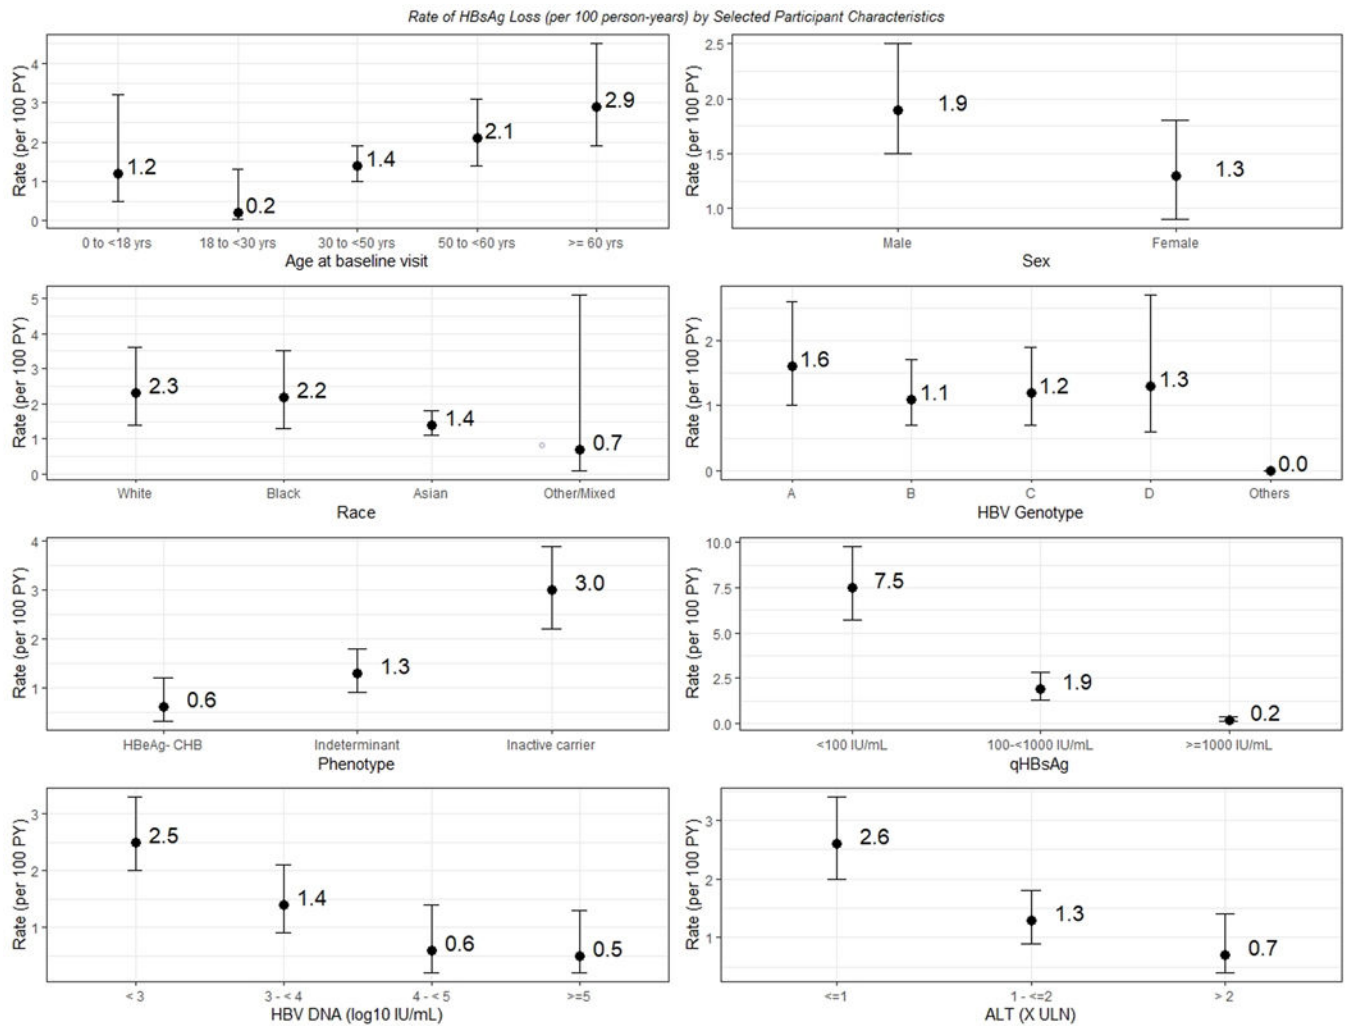 Rate of HBsAg Loss (per 100 person-years) by Selected Participant Characteristics
Rate (per 100 PY)
4
3
2
1
0
1.2
0.2
1.4
2.1
2.9
0 to <18 yrs
18 to <30 yrs
30 to <50 yrs
50 to <60 yrs
>= 60 yrs
Age at baseline visit
Rate (per 100 PY)
2.5
2.0
1.5
1.0
1.9
1.3
Male
Female
Sex
Rate (per 100 PY)
5
4
3
2
1
0
2.3
2.2
1.4
0.7
White
Black
Asian
Other/Mixed
Race
Rate (per 100 PY)
2
1
0
1.6
1.1
1.2
1.3
0.0
A
B
C
D
Others
HBV Genotype
Rate (per 100 PY)
4
3
2
1
0.6
1.3
3.0
HBeAg- CHB
Indeterminant
Inactive carrier
Phenotype
Rate (per 100 PY)
10.0
7.5
5.0
2.5
0.0
7.5
1.9
0.2
<100 IU/mL
100-<1000 IU/mL
>=1000 IU/mL
qHBsAg
Rate (per 100 PY)
3
2
1
2.5
1.4
0.6
0.5
< 3
3 - < 4
4 - < 5
>=5
HBV DNA (log10 IU/mL)
Rate (per 100 PY)
3
2
1
2.6
1.3
0.7
<=1
1 - <=2
> 2
ALT (X ULN)